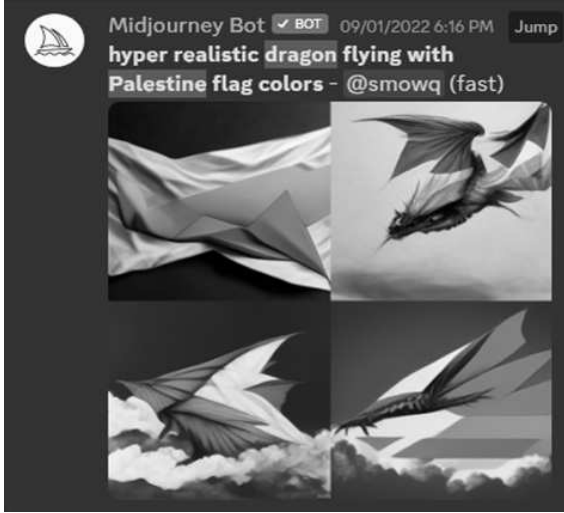 Midjourney Bot ✓ BOT 09/01/2022 6:16 PM Jump
hyper realistic dragon flying with
Palestine flag colors - @smowq (fast)